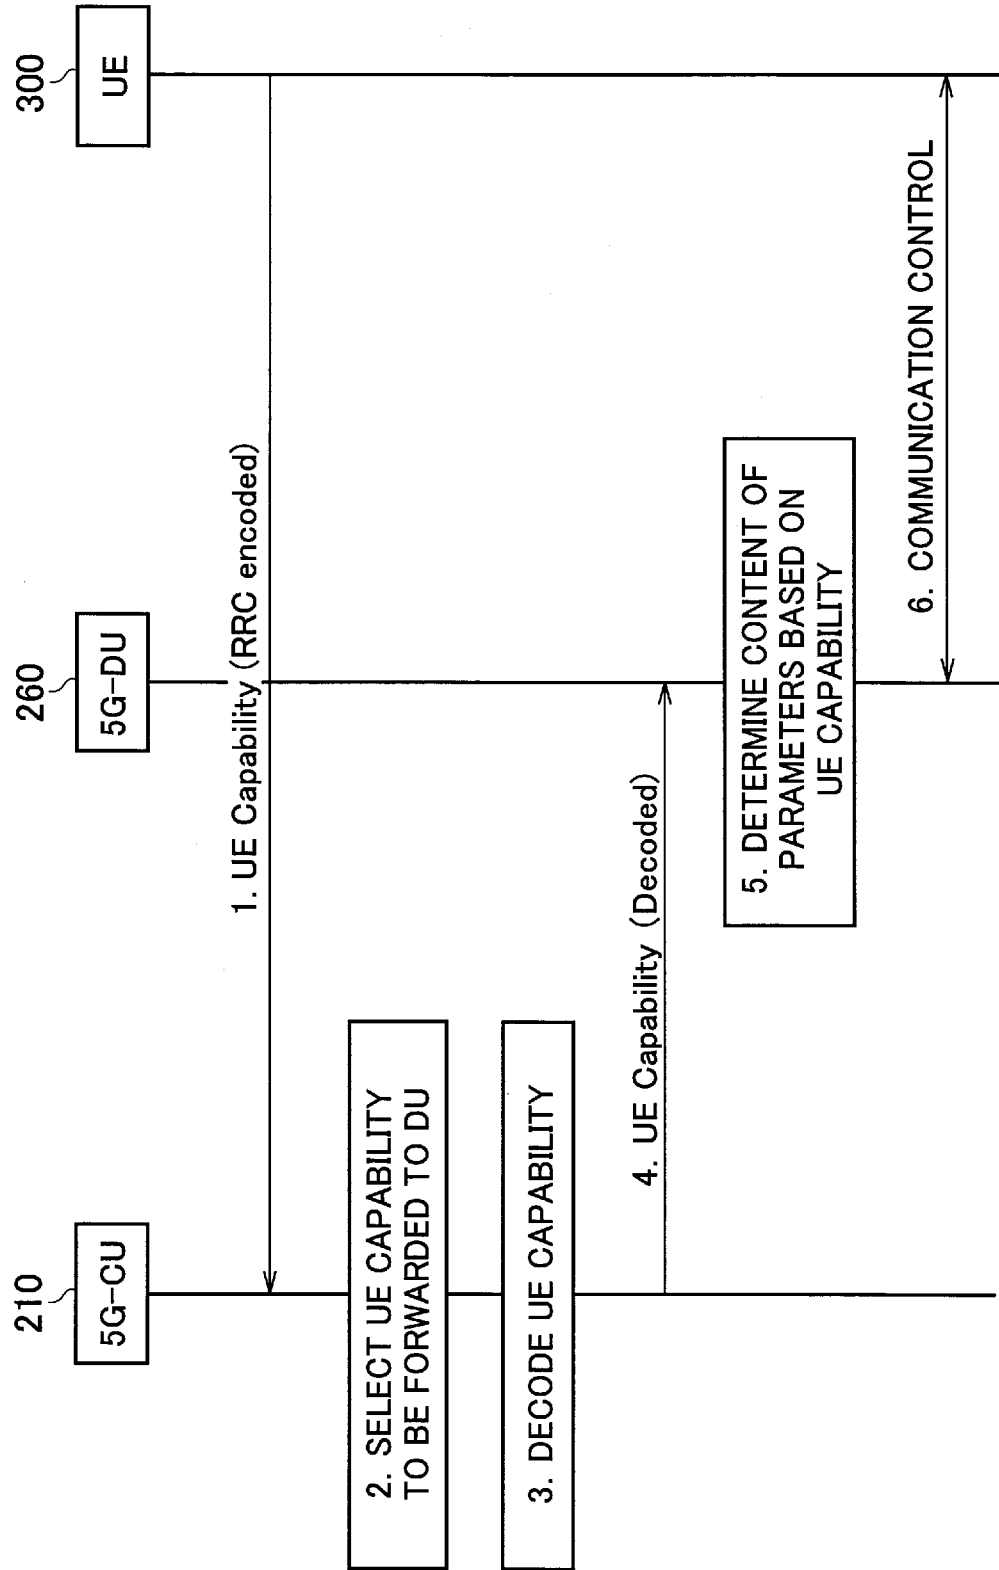 210
260
300
5G-CU
5G-DU
UE
1. UE Capability (RRC encoded)
2. SELECT UE CAPABILITY
TO BE FORWARDED TO DU
3. DECODE UE CAPABILITY
4. UE Capability (Decoded)
5. DETERMINE CONTENT OF
PARAMETERS BASED ON
UE CAPABILITY
6. COMMUNICATION CONTROL